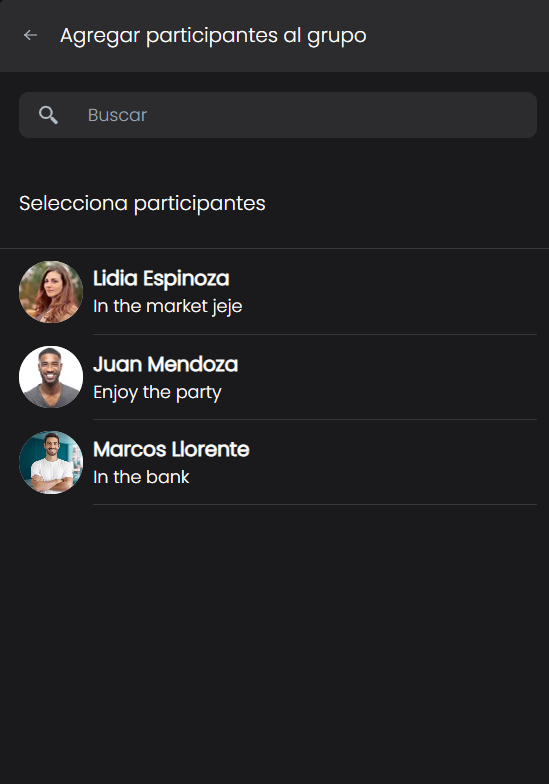 Agregar participantes al grupo
Buscar
Selecciona participantes
Lidia Espinoza
In the market jeje
Juan Mendoza
Enjoy the party
Marcos Llorente
In the bank